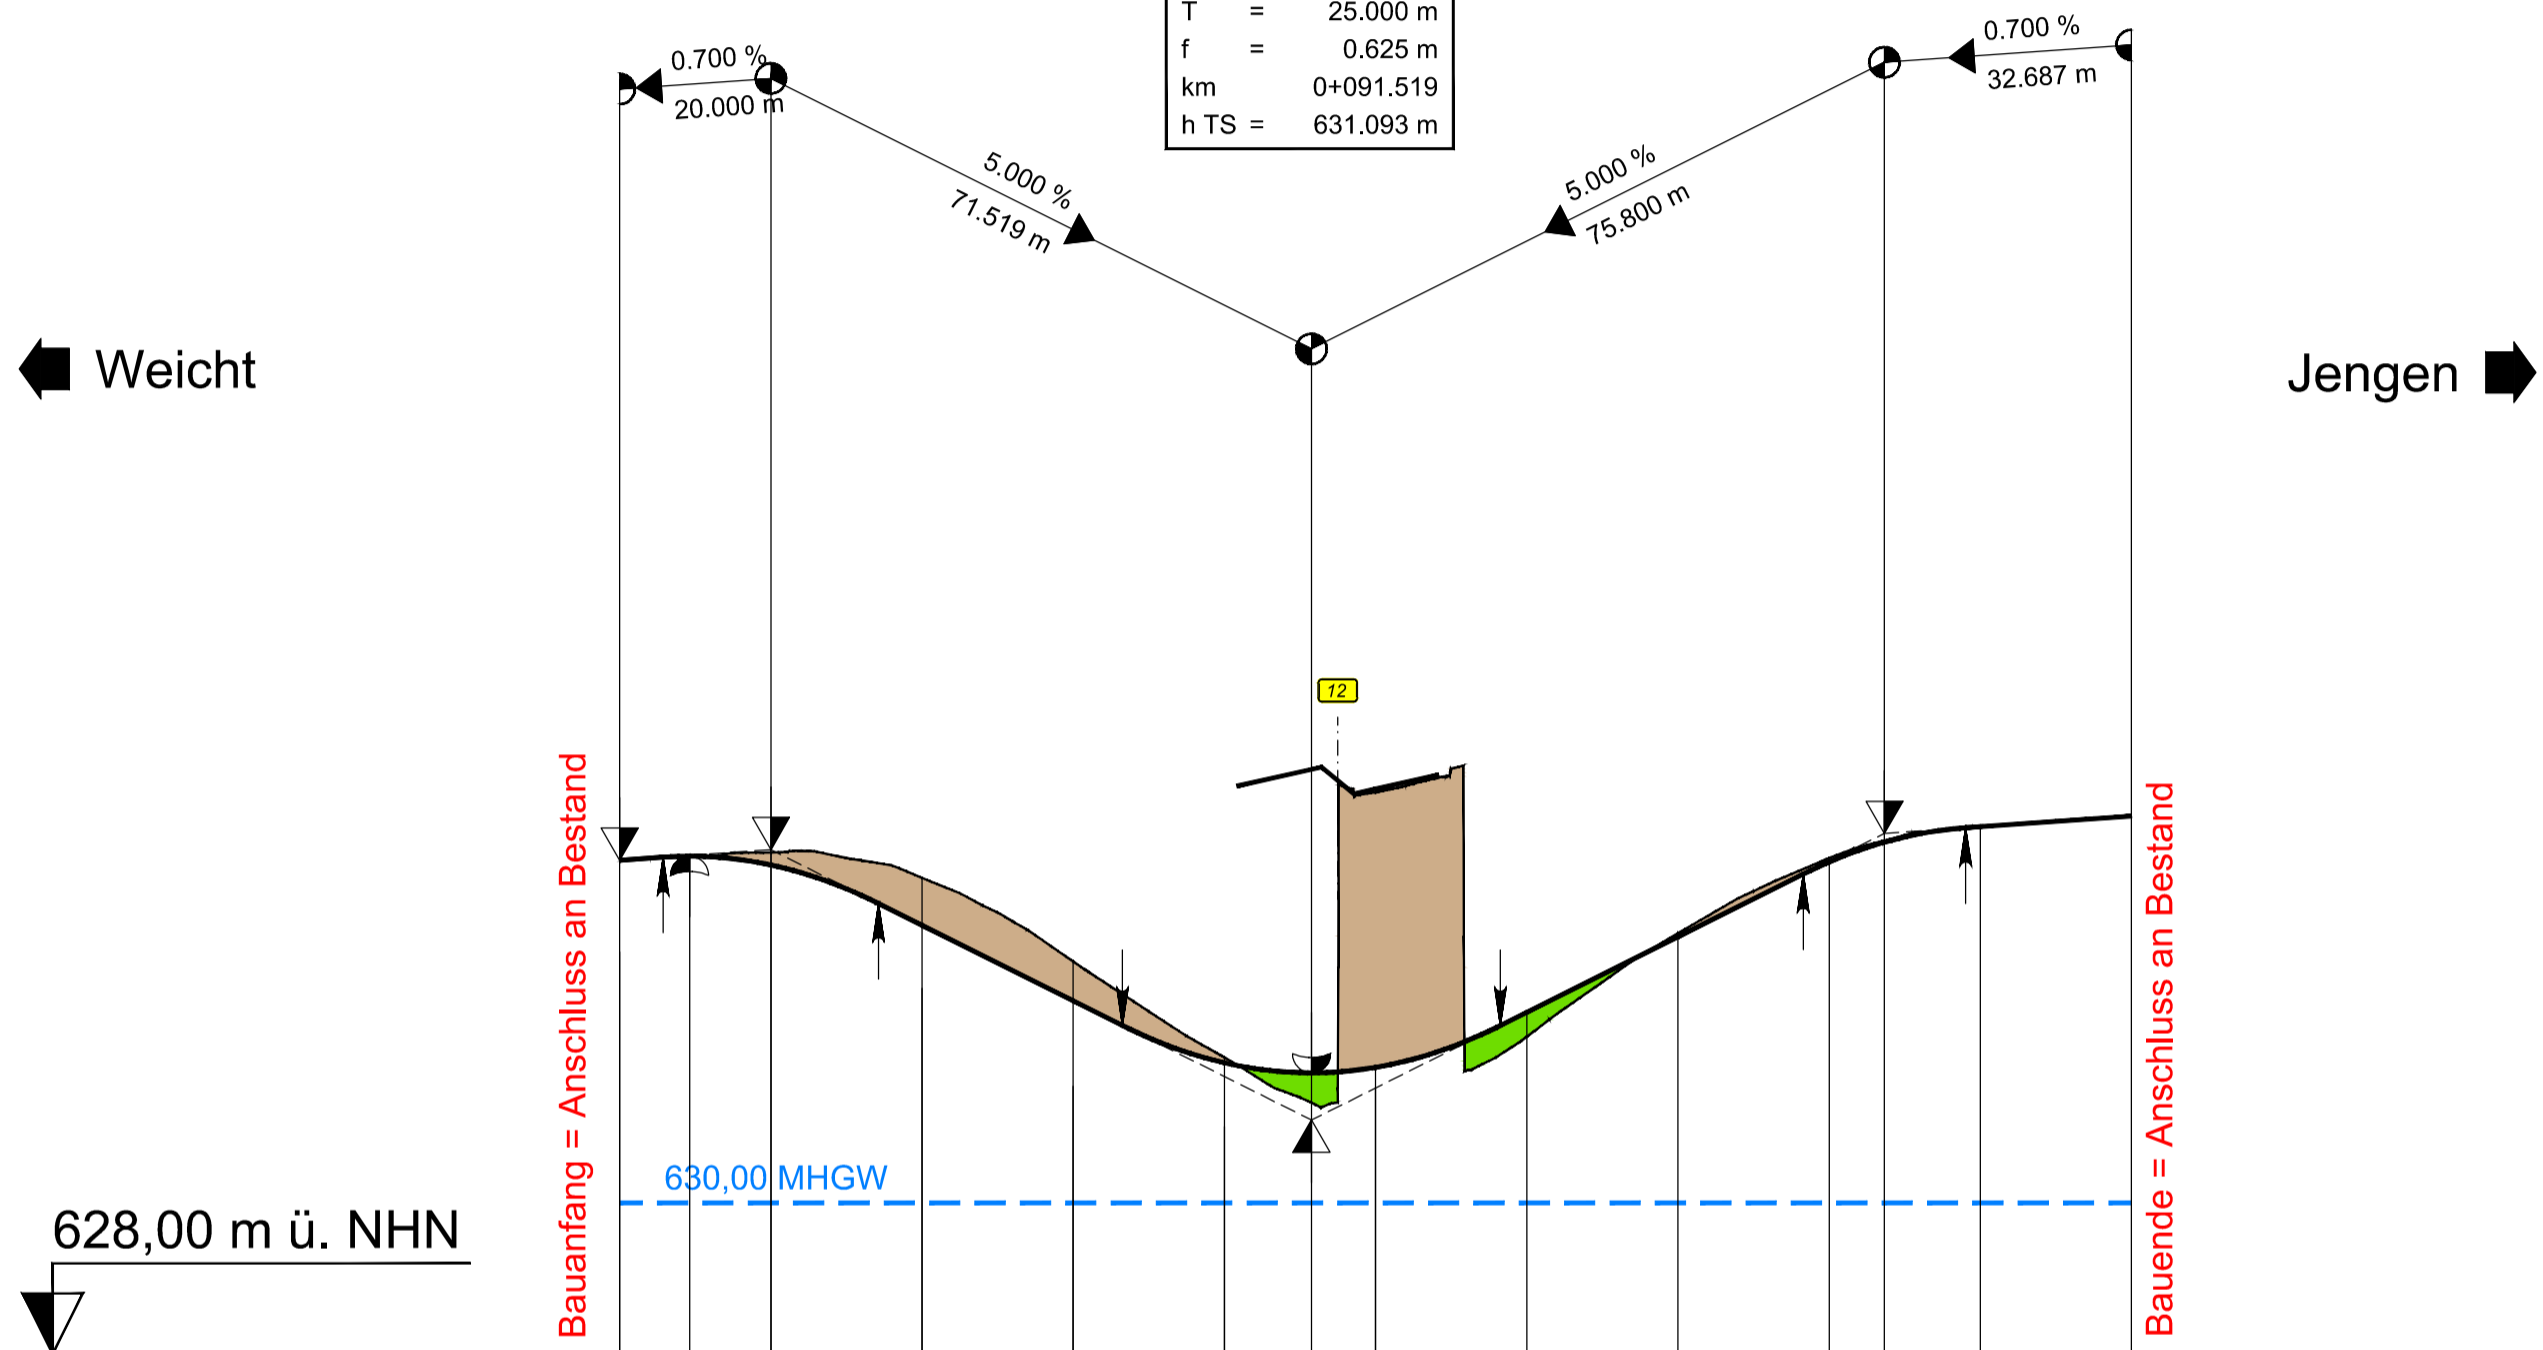 T = 25.000 m
f = 0.625 m
km 0+091.519
h TS = 631.093 m
0.700 %
20.000 m
5.000 %
71.519 m
5.000 %
75.800 m
0.700 %
32.687 m
Weicht
Jengen
12
Bauanfang = Anschluss an Bestand
Bauende = Anschluss an Bestand
630,00 MHGW
628,00 m ü. NHN